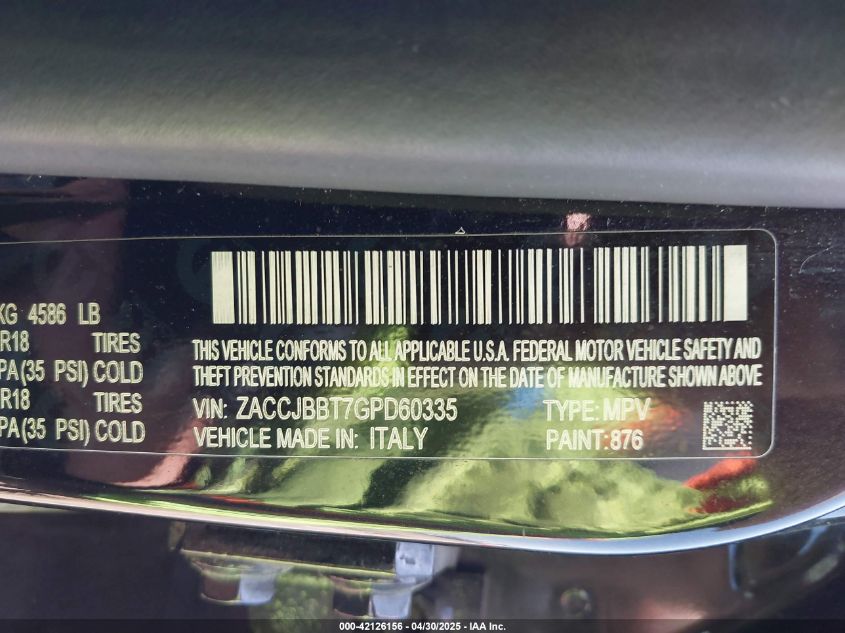 KG 4586 LB
R18 TIRES
PA(35 PSI) COLD
R18 TIRES
PA(35 PSI) COLD
THIS VEHICLE CONFORMS TO ALL APPLICABLE U.S.A. FEDERAL MOTOR VEHICLE SAFETY AND
THEFT PREVENTION STANDARDS IN EFFECT ON THE DATE OF MANUFACTURE SHOWN ABOVE
VIN: ZACCJBBT7GPD60335 TYPE: MPV
VEHICLE MADE IN: ITALY PAINT:876
000-42126156 - 04/30/2025 - IAA Inc.